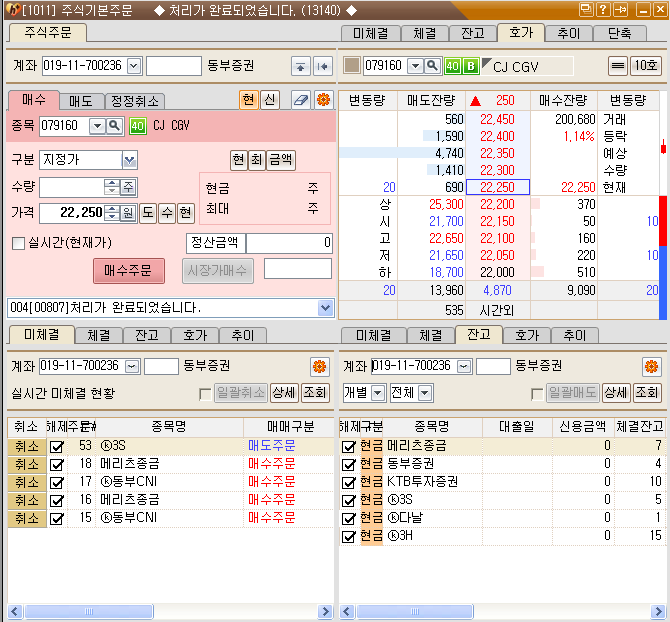 [1011] 주식기본주문 ◆ 처리가 완료되었습니다. (13140) ◆
주식주문
계좌 019-11-700236 동부증권
매수 매도 정정취소 현 신
종목 079160 40 CJ CGV
구분 지정가 현 최 금액
수량 주
현금 주
최대 주
가격 22,250 원 도 수 현
실시간(현재가) 정산금액 0
매수주문 시장가매수
004[00807]처리가 완료되었습니다.
미체결 체결 잔고 호가 추이 단축
079160 40 B CJ CGV 10호
변동량 매도잔량 ▲ 250 매수잔량 변동량
560 22,450 200,680 거래
1,590 22,400 1,14% 등락
4,740 22,350 예상
1,410 22,300 수량
20 690 22,250 22,250 현재
상 25,300 22,200 370
시 21,700 22,150 50 10
고 22,650 22,100 160
저 21,650 22,050 220 10
하 18,700 22,000 510
20 13,960 4,870 9,090 20
535 시간외
미체결 체결 잔고 호가 추이
계좌 019-11-700236 동부증권
실시간 미체결 현황 일괄취소 상세 조회
취소 해제 종목명 매매구분
취소 53 ⓚ3S 매도주문
취소 18 메리츠종금 매수주문
취소 17 ⓚ동부CNI 매수주문
취소 16 메리츠종금 매수주문
취소 15 ⓚ동부CNI 매수주문
미체결 체결 잔고 호가 추이
계좌 019-11-700236 동부증권
개별 전체 일괄매도 상세 조회
해제 구분 종목명 대출일 신용금액 체결잔고
현금 메리츠종금 0 7
현금 동부증권 0 4
현금 KTB투자증권 0 10
현금 ⓚ3S 0 5
현금 ⓚ다날 0 1
현금 ⓚ3H 0 15